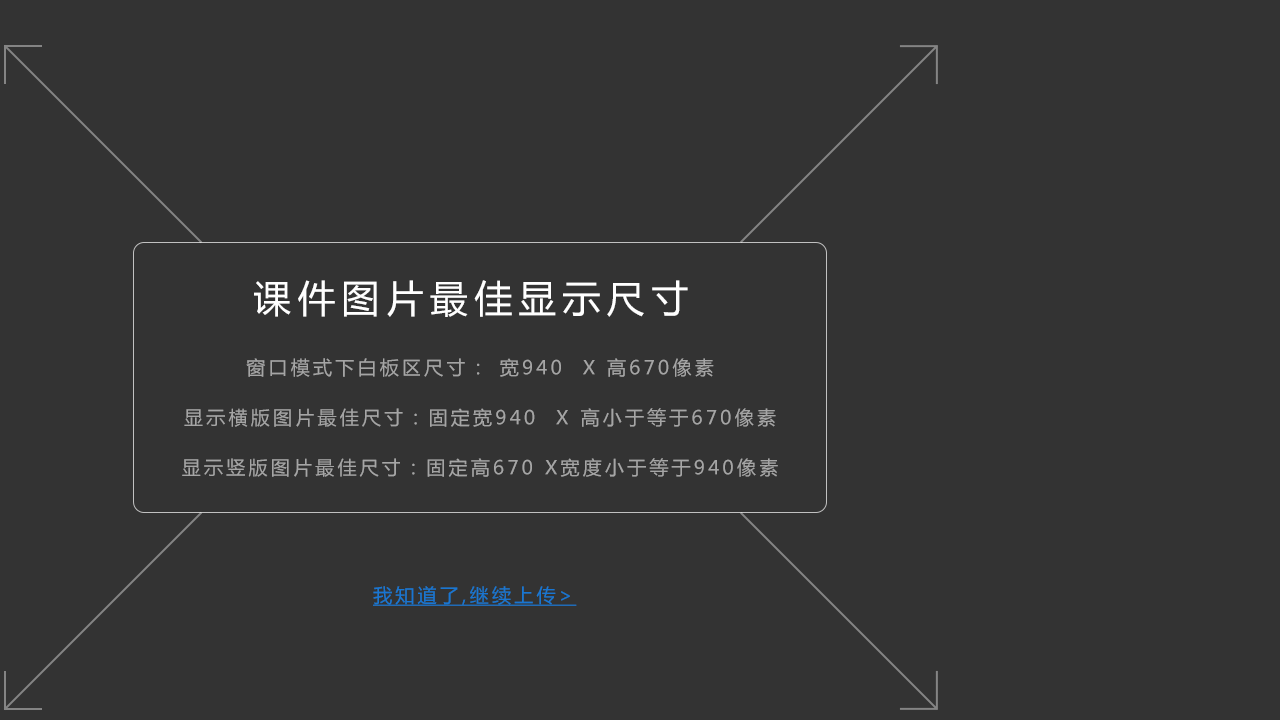 课件图片最佳显示尺寸
窗口模式下白板区尺寸： 宽940  X 高670像素
显示横版图片最佳尺寸：固定宽940  X 高小于等于670像素
显示竖版图片最佳尺寸：固定高670 X宽度小于等于940像素
我知道了,继续上传>